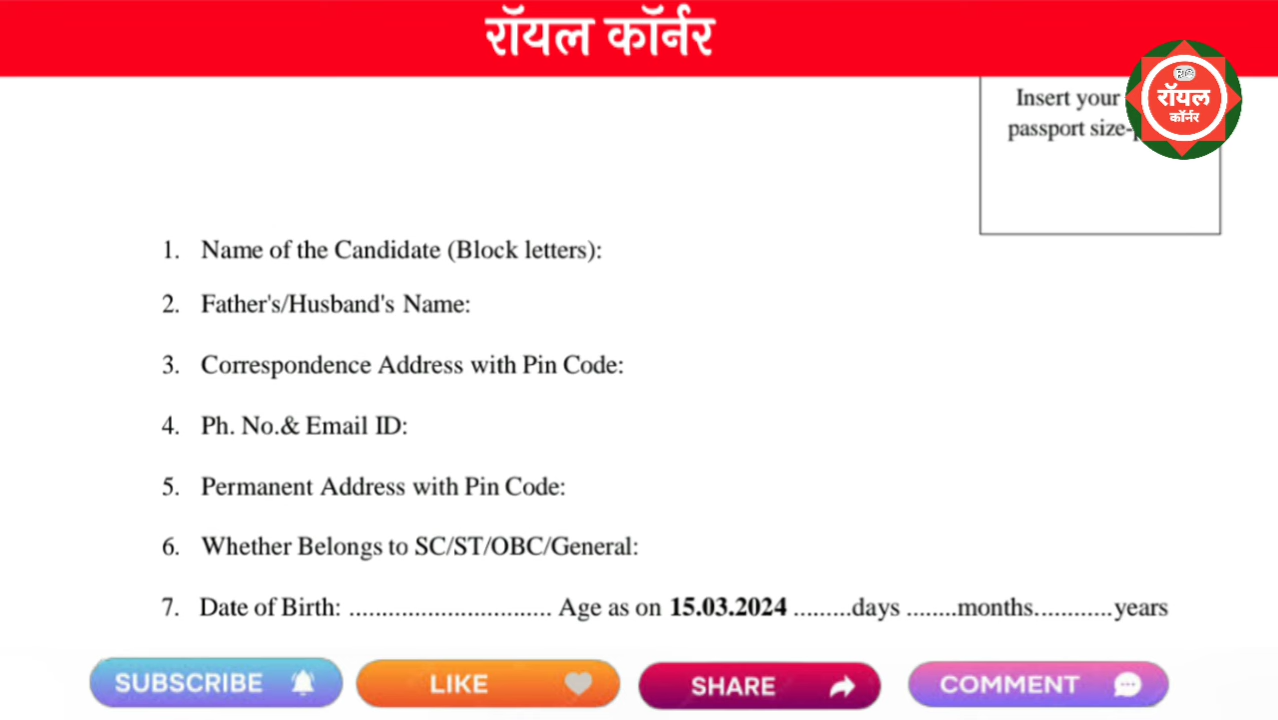 रॉयल कॉर्नर
Insert your
passport size-
रॉयल
कॉर्नर
1. Name of the Candidate (Block letters):
2. Father's/Husband's Name:
3. Correspondence Address with Pin Code:
4. Ph. No.& Email ID:
5. Permanent Address with Pin Code:
6. Whether Belongs to SC/ST/OBC/General:
7. Date of Birth: ............................... Age as on 15.03.2024 .........days ........months............years
SUBSCRIBE
LIKE
SHARE
COMMENT